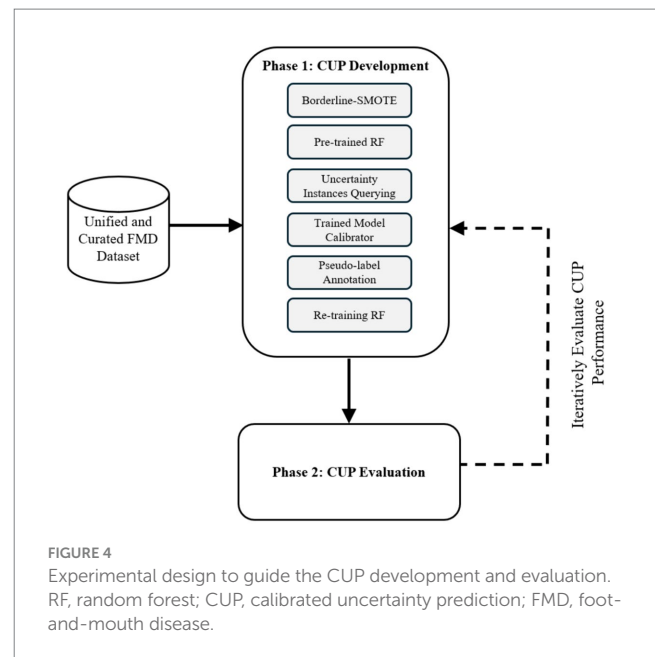 Phase 1: CUP Development
Borderline-SMOTE
Pre-trained RF
Uncertainty
Instances Querying
Trained Model
Calibrator
Pseudo-label
Annotation
Re-training RF
Unified and
Curated FMD
Dataset
Iteratively Evaluate CUP
Performance
Phase 2: CUP Evaluation
FIGURE 4
Experimental design to guide the CUP development and evaluation.
RF, random forest; CUP, calibrated uncertainty prediction; FMD, foot-
and-mouth disease.